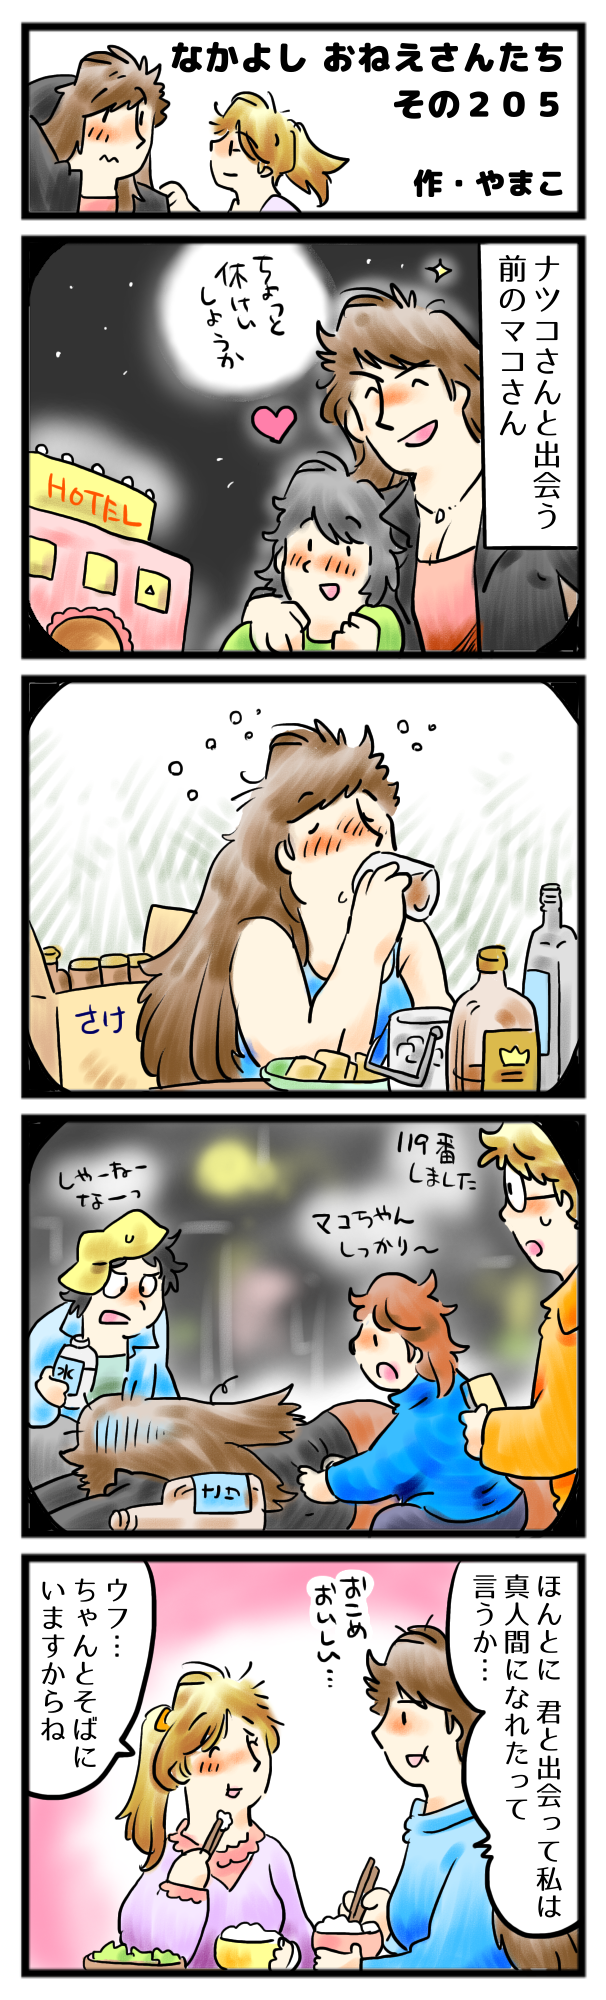 なかよし おねえさんたち
その２０５
作・やまこ
ナツコさんと出会う
前のマコさん
ちょっと
休けい
しようか
HOTEL
さけ
119番
しました
マコちゃん
しっかり〜
しゃーねー
なーっ
水
ほんとに 君と出会って私は
真人間になれたって
言うか…
おこめ
おいしい…
ウフ…
ちゃんとそばに
いますからね